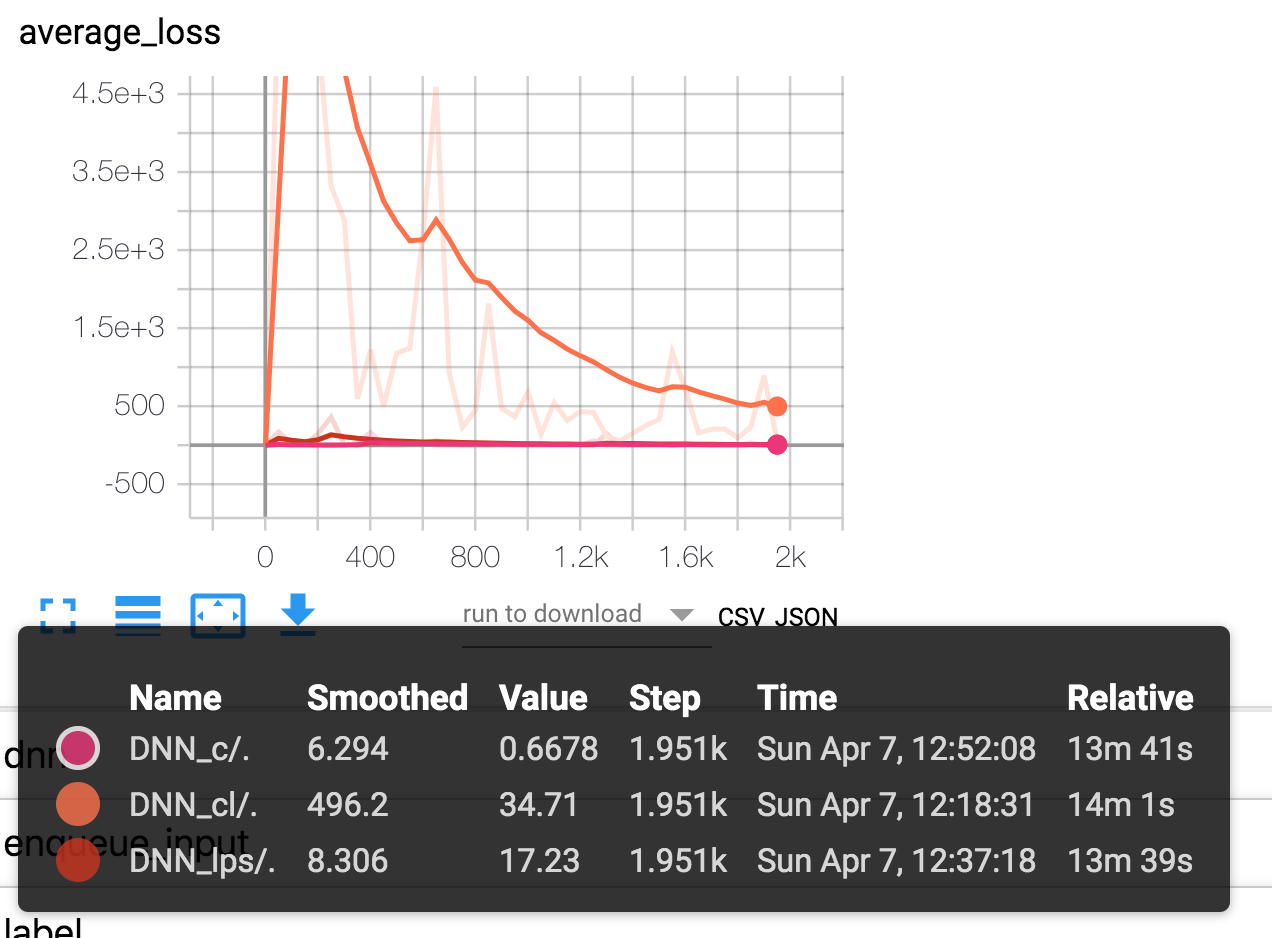 average_loss
4.5e+3
3.5e+3
2.5e+3
1.5e+3
500
-500
0 400 800 1.2k 1.6k 2k
run to download CSV JSON
Name Smoothed Value Step Time Relative
DNN_c/. 6.294 0.6678 1.951k Sun Apr 7, 12:52:08 13m 41s
dnn
DNN_cl/. 496.2 34.71 1.951k Sun Apr 7, 12:18:31 14m 1s
enqueue_input
DNN_lps/. 8.306 17.23 1.951k Sun Apr 7, 12:37:18 13m 39s
label